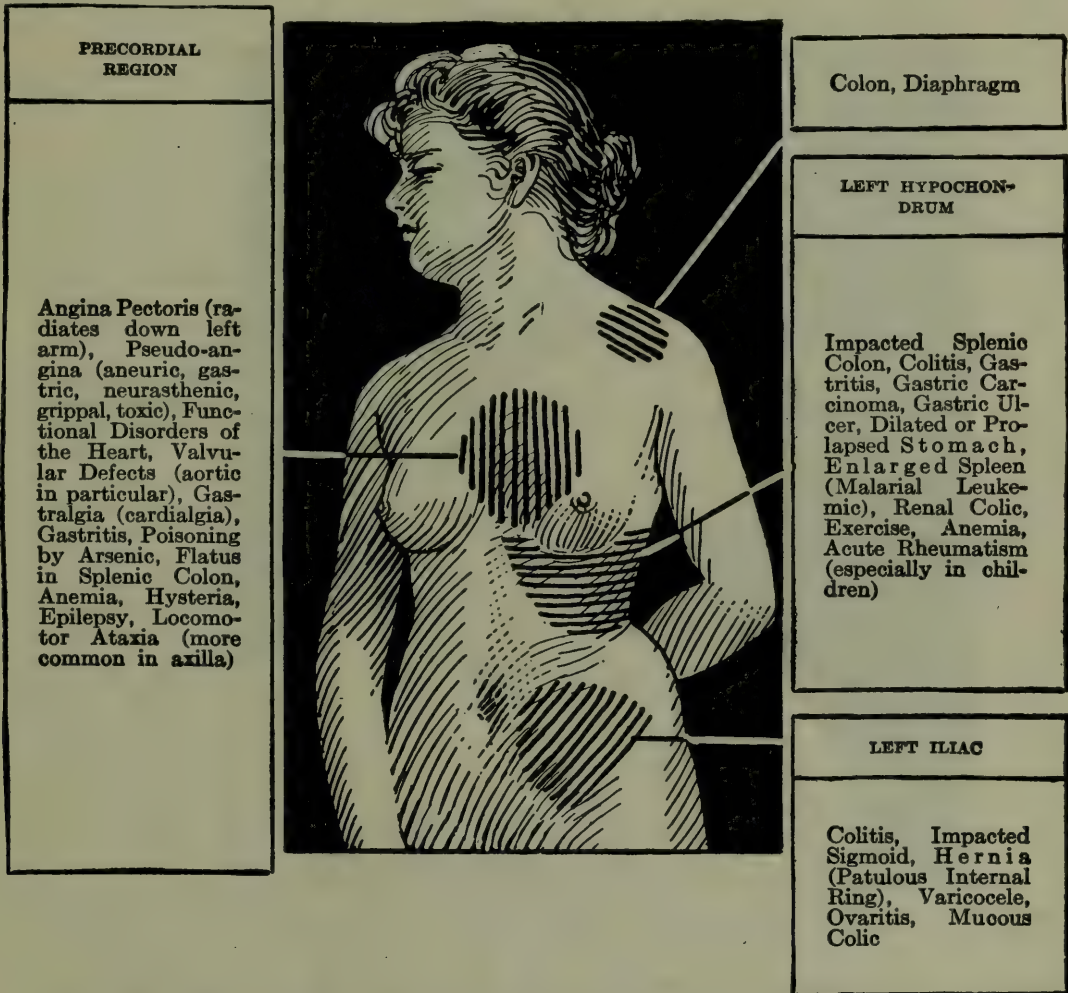 PRECORDIAL
REGION
Angina Pectoris (ra-
diates down left
arm), Pseudo-an-
gina (aneuric, gas-
tric, neurasthenic,
grippal, toxic), Func-
tional Disorders of
the Heart, Valvu-
lar Defects (aortic
in particular), Gas-
tralgia (cardialgia),
Gastritis, Poisoning
by Arsenic, Flatus
in Splenic Colon,
Anemia, Hysteria,
Epilepsy, Locomo-
tor Ataxia (more
common in axilla)
Colon, Diaphragm
LEFT HYPOCHON-
DRUM
Impacted Splenic
Colon, Colitis, Gas-
tritis, Gastric Car-
cinoma, Gastric Ul-
cer, Dilated or Pro-
lapsed Stomach,
Enlarged Spleen
(Malarial Leuke-
mic), Renal Colic,
Exercise, Anemia,
Acute Rheumatism
(especially in chil-
dren)
LEFT ILIAC
Colitis, Impacted
Sigmoid, Hernia
(Patulous Internal
Ring), Varicocele,
Ovaritis, Mucous
Colic